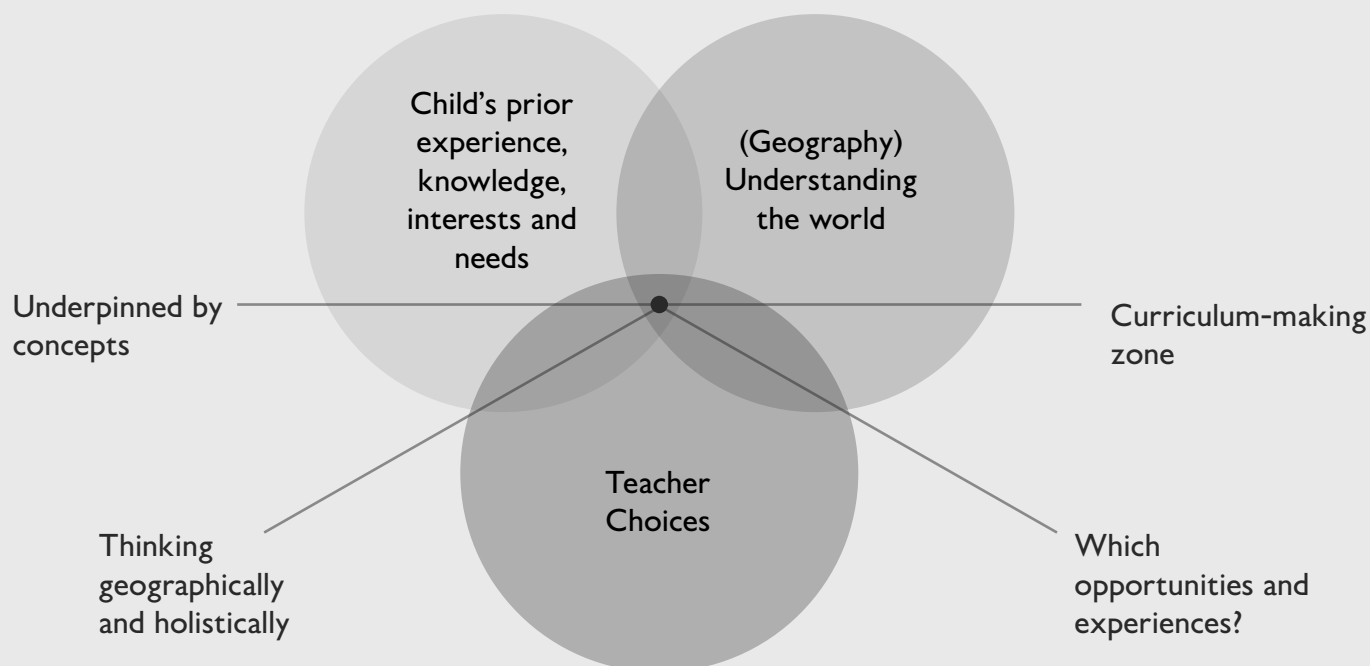 Child's prior
experience,
knowledge,
interests and
needs
(Geography)
Understanding
the world
Underpinned by
concepts
Curriculum-making
zone
Teacher
Choices
Thinking
geographically
and holistically
Which
opportunities and
experiences?